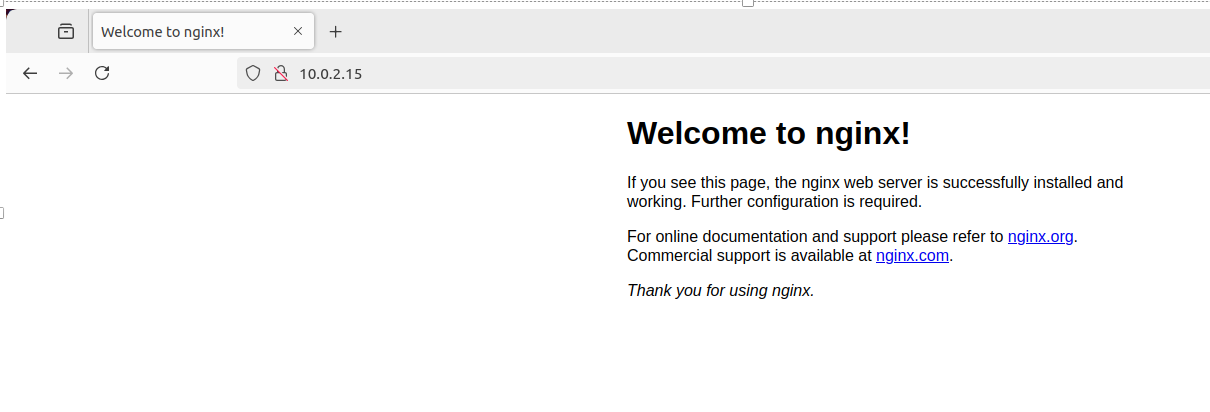 Welcome to nginx!
10.0.2.15
Welcome to nginx!
If you see this page, the nginx web server is successfully installed and
working. Further configuration is required.
For online documentation and support please refer to nginx.org.
Commercial support is available at nginx.com.
Thank you for using nginx.